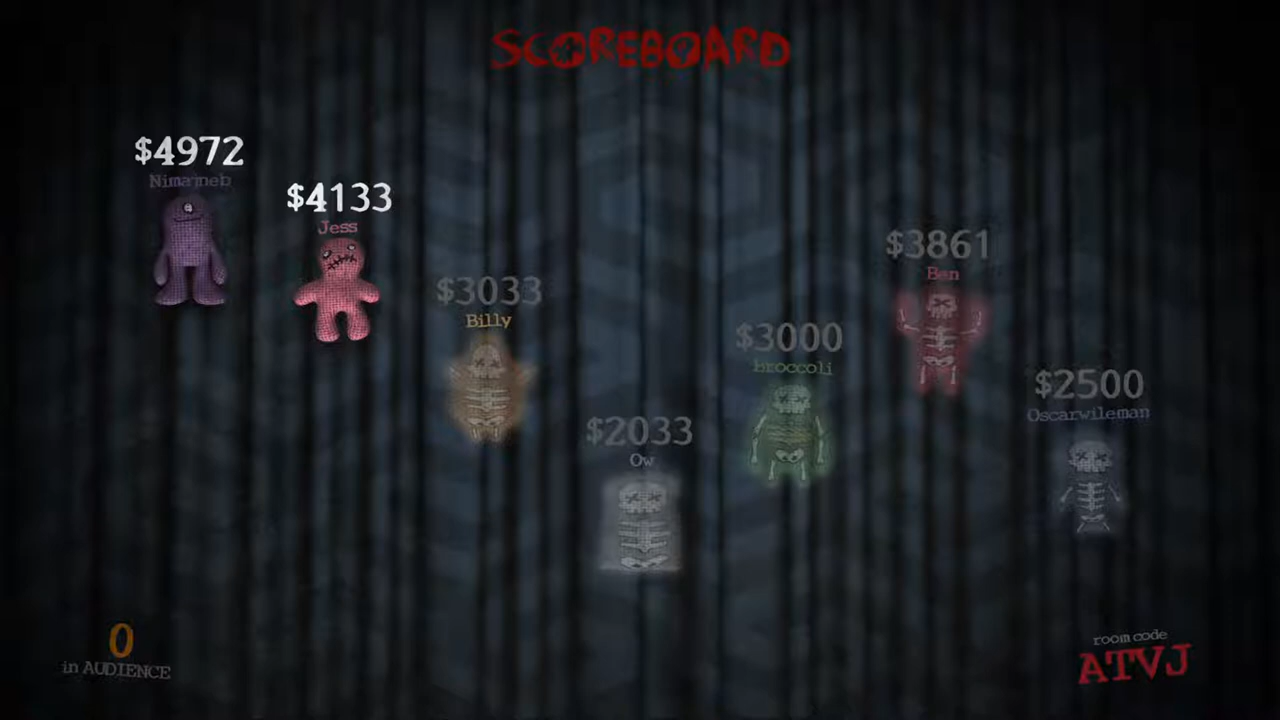 SCOREBOARD
$4972
$4133
Jess
$3033
Billy
$2033
Ow
$3000
broccoli
$3861
Ben
$2500
Oscarwileman
0
in AUDIENCE
room code
ATVJ